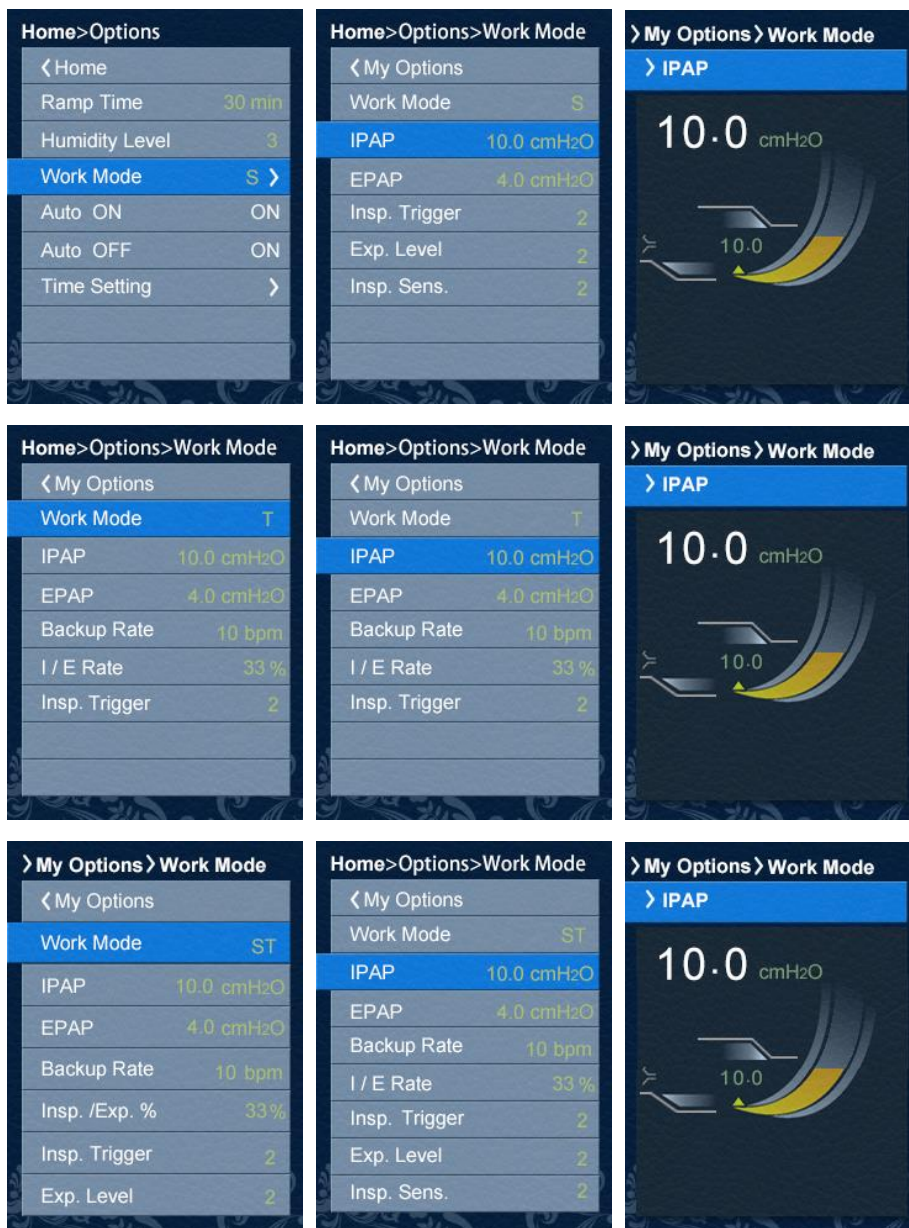 Home>Options
❮Home
Ramp Time 30 min
Humidity Level 3
Work Mode S ❯
Auto ON ON
Auto OFF ON
Time Setting ❯
Home>Options>Work Mode
❮My Options
Work Mode S
IPAP 10.0 cmH2O
EPAP 4.0 cmH2O
Insp. Trigger 2
Exp. Level 2
Insp. Sens. 2
❯My Options❯Work Mode
❯ IPAP
10.0 cmH2O
10.0
Home>Options>Work Mode
❮My Options
Work Mode T
IPAP 10.0 cmH2O
EPAP 4.0 cmH2O
Backup Rate 10 bpm
I / E Rate 33 %
Insp. Trigger 2
Home>Options>Work Mode
❮My Options
Work Mode T
IPAP 10.0 cmH2O
EPAP 4.0 cmH2O
Backup Rate 10 bpm
I / E Rate 33 %
Insp. Trigger 2
❯My Options❯Work Mode
❯ IPAP
10.0 cmH2O
10.0
❯My Options❯Work Mode
❮My Options
Work Mode ST
IPAP 10.0 cmH2O
EPAP 4.0 cmH2O
Backup Rate 10 bpm
Insp. /Exp. % 33%
Insp. Trigger 2
Exp. Level 2
Home>Options>Work Mode
❮My Options
Work Mode ST
IPAP 10.0 cmH2O
EPAP 4.0 cmH2O
Backup Rate 10 bpm
I / E Rate 33 %
Insp. Trigger 2
Exp. Level 2
Insp. Sens. 2
❯My Options❯Work Mode
❯ IPAP
10.0 cmH2O
10.0